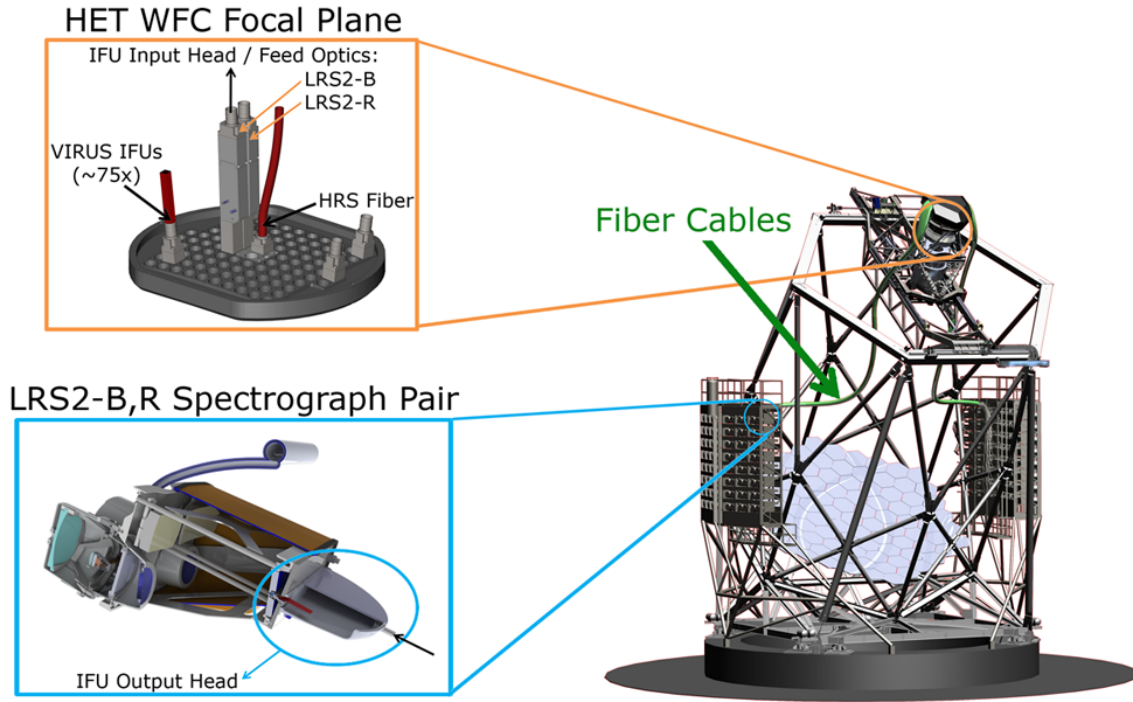 HET WFC Focal Plane
IFU Input Head / Feed Optics:
LRS2-B
LRS2-R
VIRUS IFUs
(~75x)
HRS Fiber
Fiber Cables
LRS2-B,R Spectrograph Pair
IFU Output Head